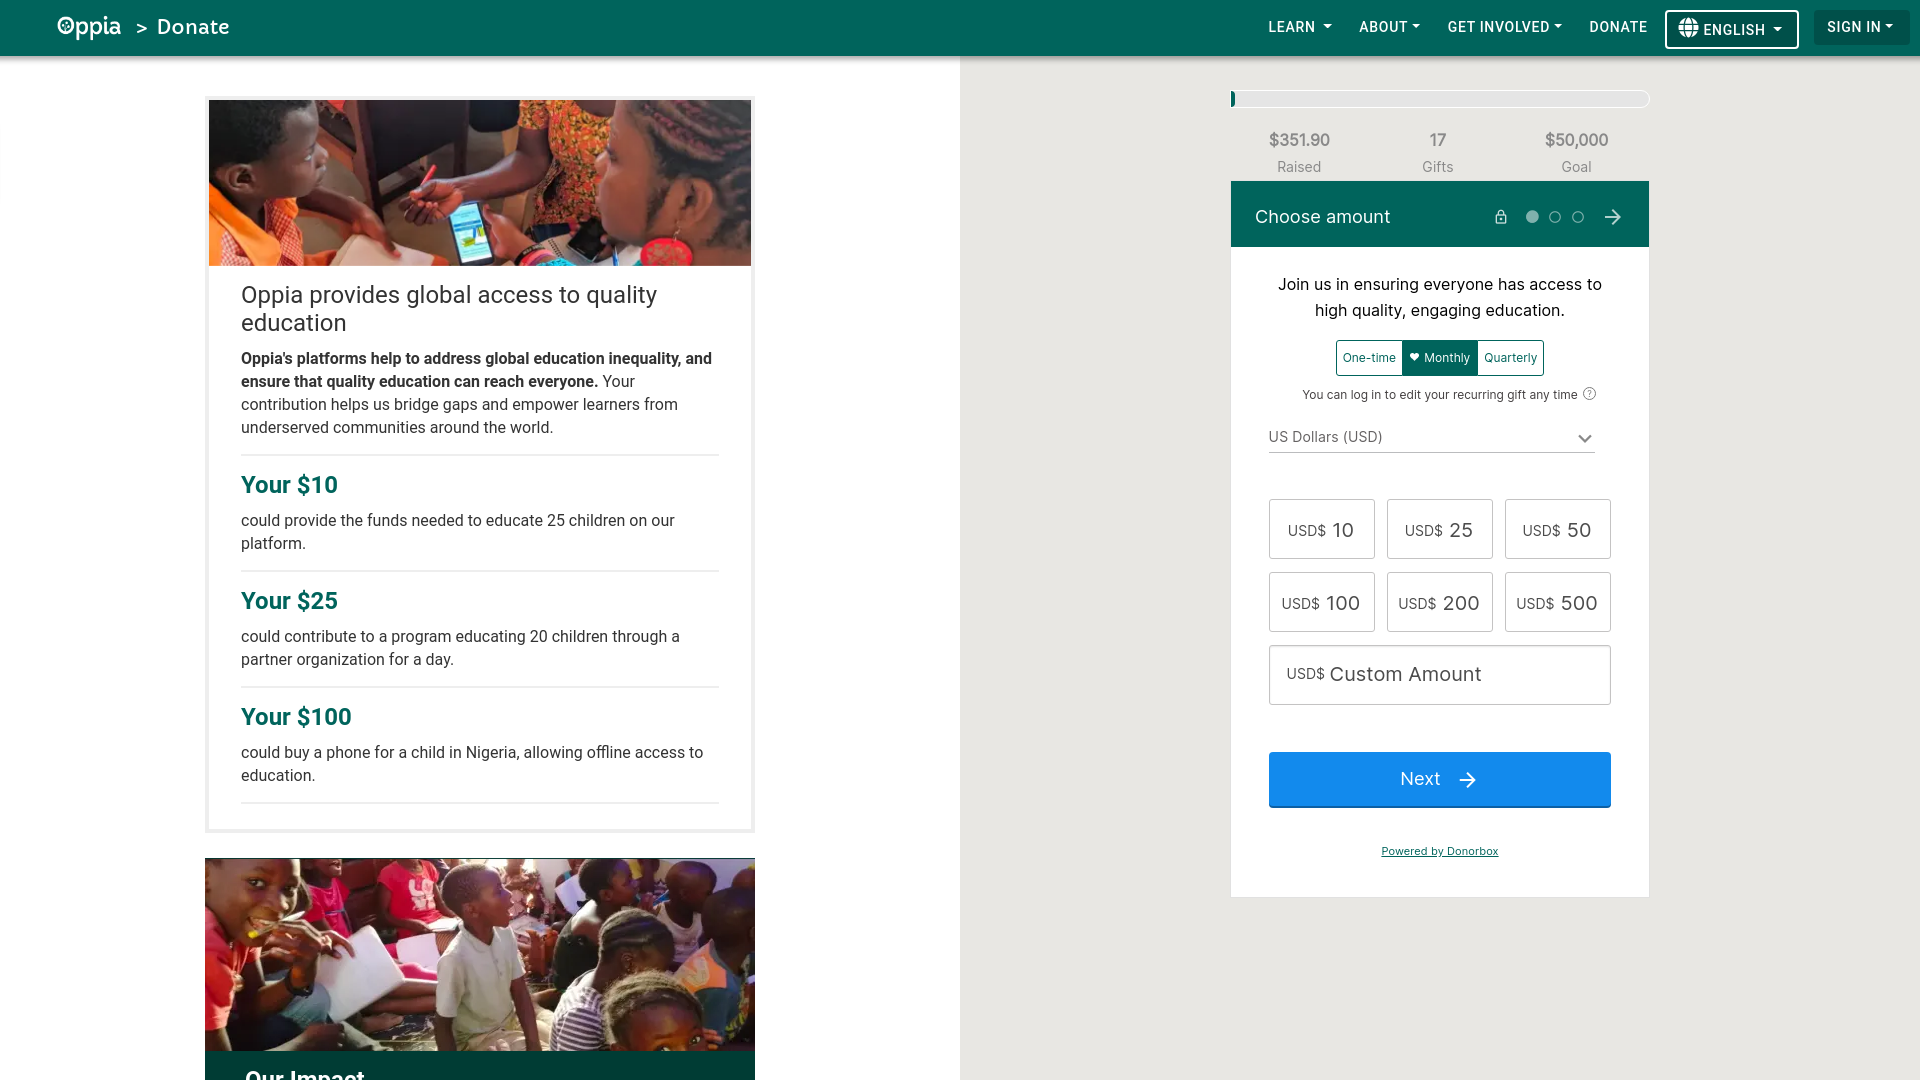 Oppia > Donate
LEARN
ABOUT
GET INVOLVED
DONATE
ENGLISH
SIGN IN
Oppia provides global access to quality
education
Oppia's platforms help to address global education inequality, and
ensure that quality education can reach everyone. Your
contribution helps us bridge gaps and empower learners from
underserved communities around the world.
Your $10
could provide the funds needed to educate 25 children on our
platform.
Your $25
could contribute to a program educating 20 children through a
partner organization for a day.
Your $100
could buy a phone for a child in Nigeria, allowing offline access to
education.
Our Impact
$351.90 17 $50,000
Raised Gifts Goal
Choose amount
Join us in ensuring everyone has access to
high quality, engaging education.
One-time Monthly Quarterly
You can log in to edit your recurring gift any time ?
US Dollars (USD)
USD$ 10 USD$ 25 USD$ 50
USD$ 100 USD$ 200 USD$ 500
USD$ Custom Amount
Next
Powered by Donorbox